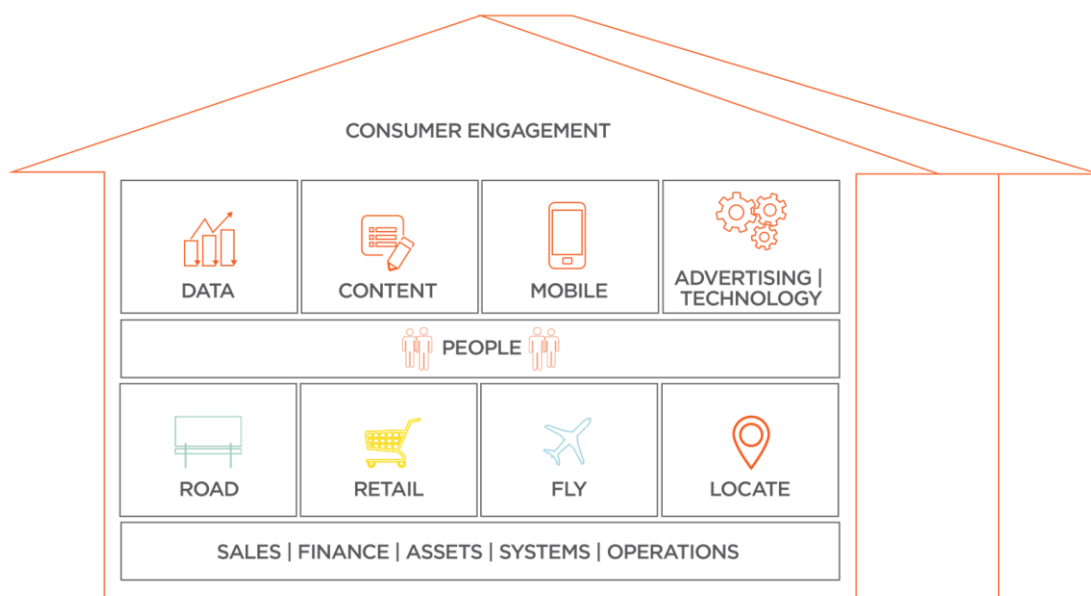 CONSUMER ENGAGEMENT
DATA
CONTENT
MOBILE
ADVERTISING |
TECHNOLOGY
PEOPLE
ROAD
RETAIL
FLY
LOCATE
SALES | FINANCE | ASSETS | SYSTEMS | OPERATIONS